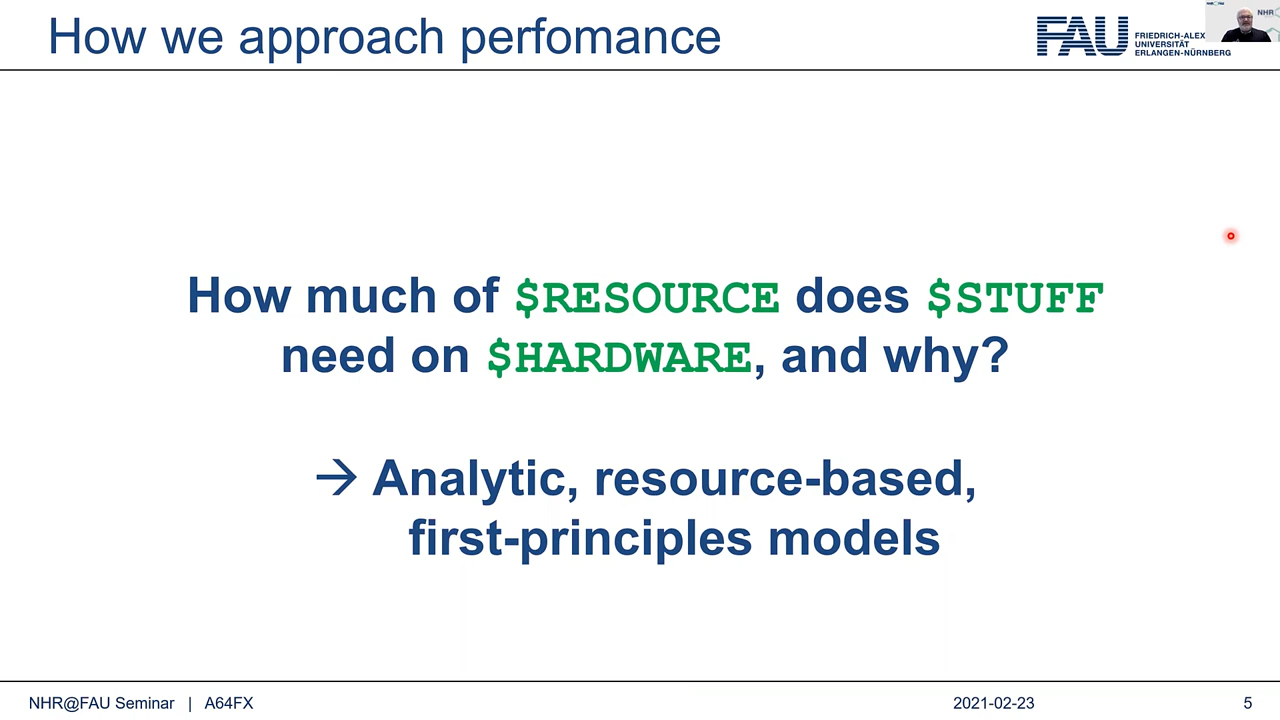 How we approach perfomance
FAU
FRIEDRICH-ALEX
UNIVERSITÄT
ERLANGEN-NÜRNBERG
NHR
How much of $RESOURCE does $STUFF
need on $HARDWARE, and why?
→ Analytic, resource-based,
first-principles models
NHR@FAU Seminar | A64FX
2021-02-23
5